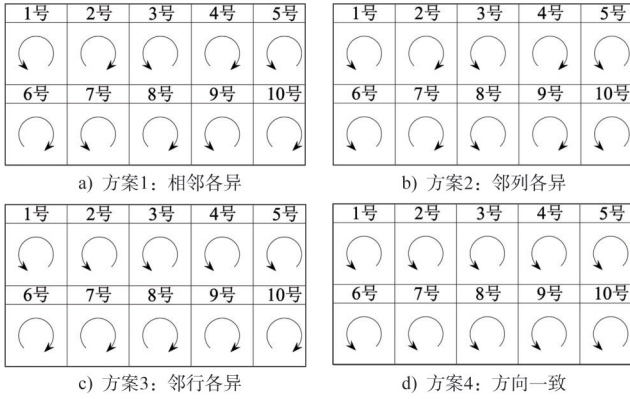 1号 2号 3号 4号 5号
6号 7号 8号 9号 10号
a) 方案1：相邻各异
1号 2号 3号 4号 5号
6号 7号 8号 9号 10号
b) 方案2：邻列各异
1号 2号 3号 4号 5号
6号 7号 8号 9号 10号
c) 方案3：邻行各异
1号 2号 3号 4号 5号
6号 7号 8号 9号 10号
d) 方案4：方向一致